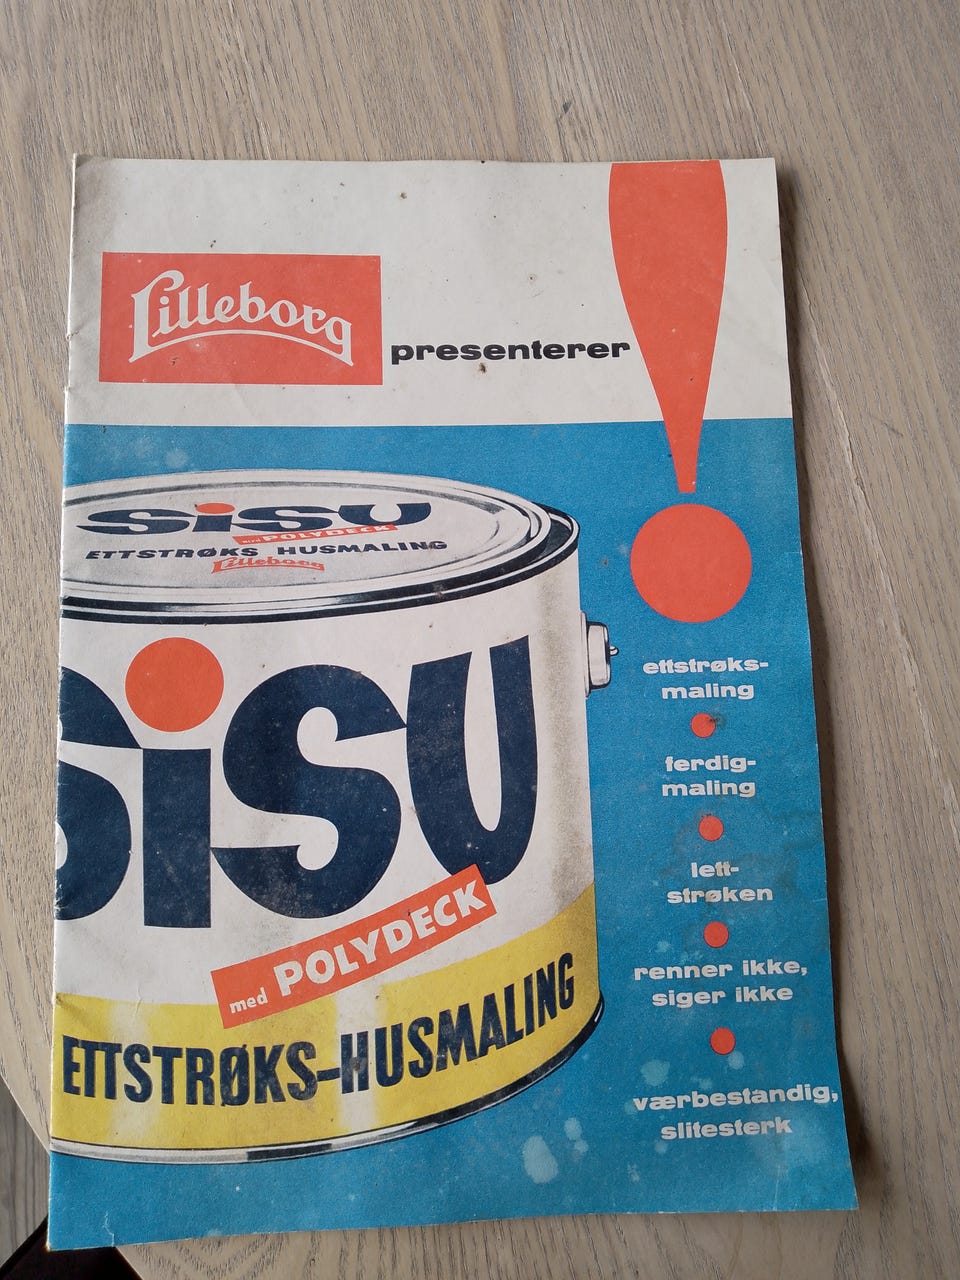 Lilleborg
presenterer
SiSU
med POLYDECK
ETTSTRØKS HUSMALING
Lilleborg
SiSU
med POLYDECK
ETTSTRØKS-HUSMALING
ettstrøks-
maling
ferdig-
maling
lett-
strøken
renner ikke,
siger ikke
værbestandig,
slitesterk